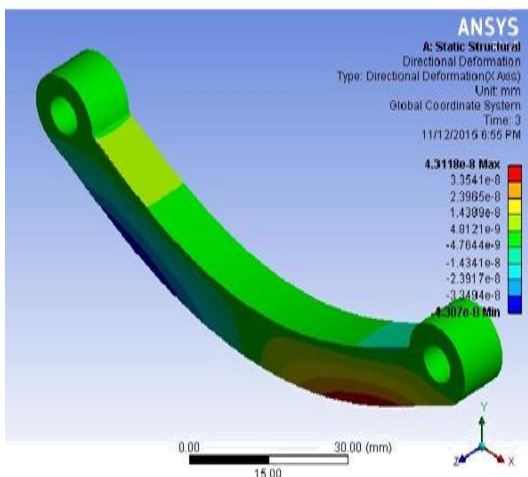 ANSYS
A: Static Structural
Directional Deformation
Type: Directional Deformation(X Axis)
Unit: mm
Global Coordinate System
Time: 3
11/12/2015 6:55 PM
4.3118e-8 Max
3.3541e-8
2.3965e-8
1.4389e-8
4.8121e-9
-4.7644e-9
-1.4341e-8
-2.3917e-8
-3.3494e-8
-4.307e-8 Min
Y
0.00 30.00 (mm)
15.00
Z X